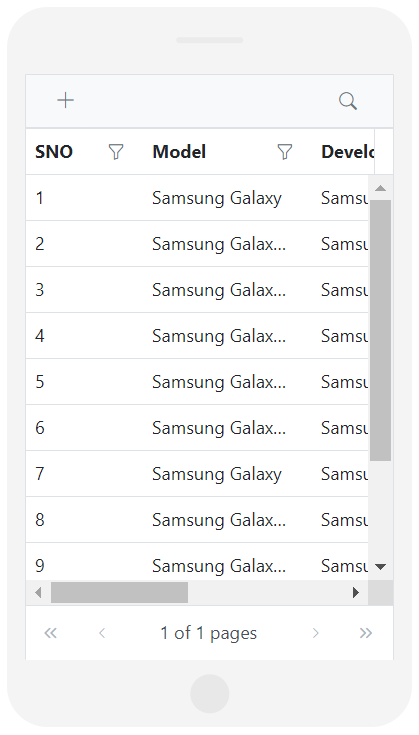 SNO Model Develo
1 Samsung Galaxy Samsu
2 Samsung Galax... Samsu
3 Samsung Galax... Samsu
4 Samsung Galax... Samsu
5 Samsung Galax... Samsu
6 Samsung Galax... Samsu
7 Samsung Galaxy Samsu
8 Samsung Galax... Samsu
9 Samsung Galax... Samsu
1 of 1 pages